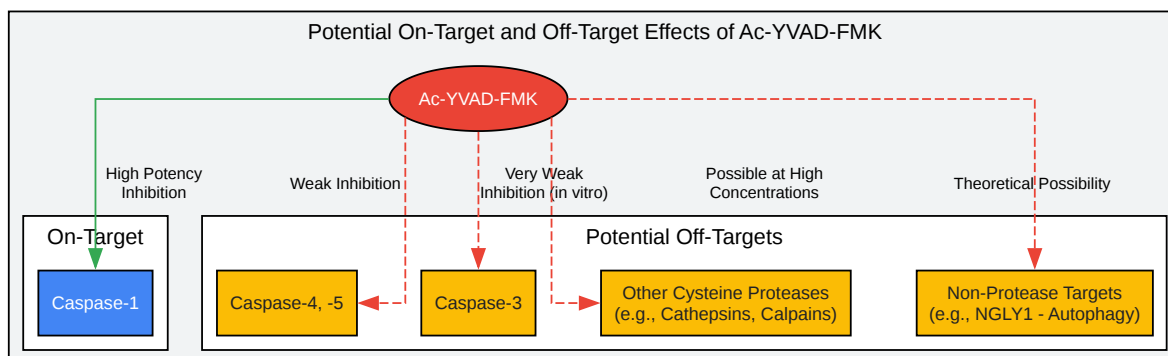 Potential On-Target and Off-Target Effects of Ac-YVAD-FMK
Ac-YVAD-FMK
High Potency
Inhibition
Weak Inhibition
Very Weak
Inhibition (in vitro)
Possible at High
Concentrations
Theoretical Possibility
On-Target
Potential Off-Targets
Caspase-1
Caspase-4, -5
Caspase-3
Other Cysteine Proteases
(e.g., Cathepsins, Calpains)
Non-Protease Targets
(e.g., NGLY1 - Autophagy)